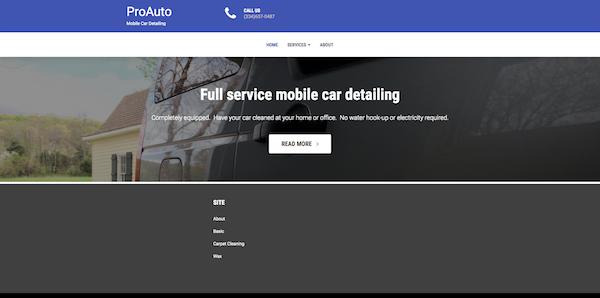 ProAuto
Mobile Car Detailing
CALL US
(334)657-0487
HOME
SERVICES
ABOUT
Full service mobile car detailing
Completely equipped. Have your car cleaned at your home or office. No water hook-up or electricity required.
READ MORE
SITE
About
Basic
Carpet Cleaning
Wax